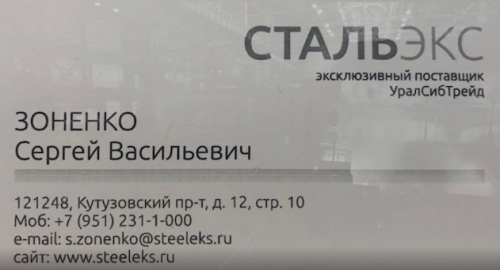 СТАЛЬЭКС
эксклюзивный поставщик
УралСибТрейд
ЗОНЕНКО
Сергей Васильевич
121248, Кутузовский пр-т, д. 12, стр. 10
Моб: +7 (951) 231-1-000
e-mail: s.zonenko@steeleks.ru
сайт: www.steeleks.ru